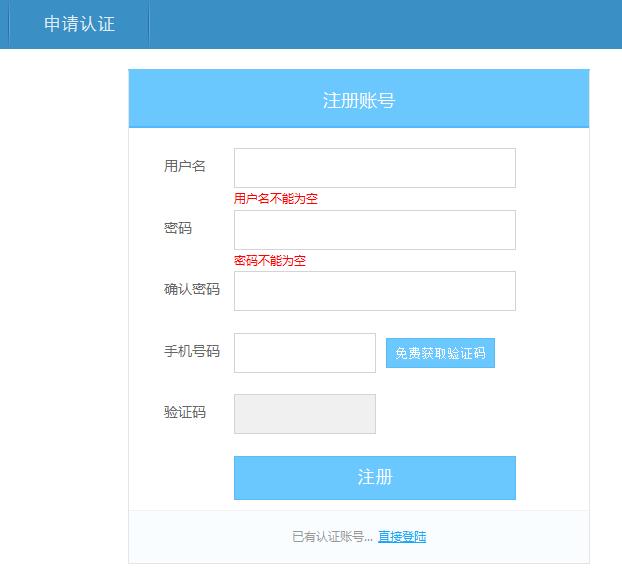 申请认证
注册账号
用户名
用户名不能为空
密码
密码不能为空
确认密码
手机号码 免费获取验证码
验证码
注册
已有认证账号... 直接登陆